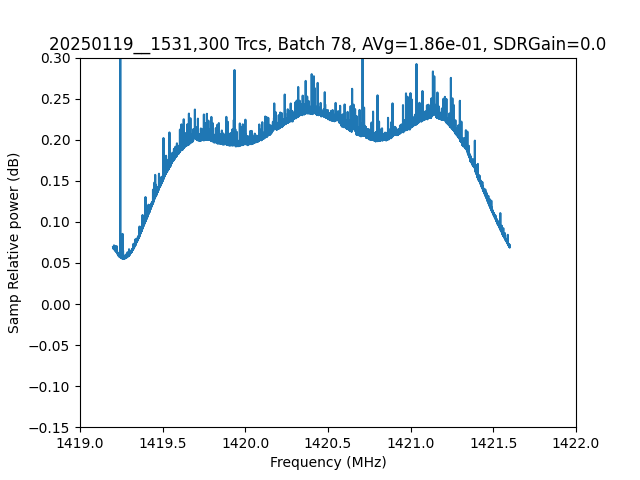 20250119__1531,300 Trcs, Batch 78, AVg=1.86e-01, SDRGain=0.0
0.30
0.25
0.20
0.15
0.10
0.05
0.00
−0.05
−0.10
−0.15
Samp Relative power (dB)
1419.0 1419.5 1420.0 1420.5 1421.0 1421.5 1422.0
Frequency (MHz)